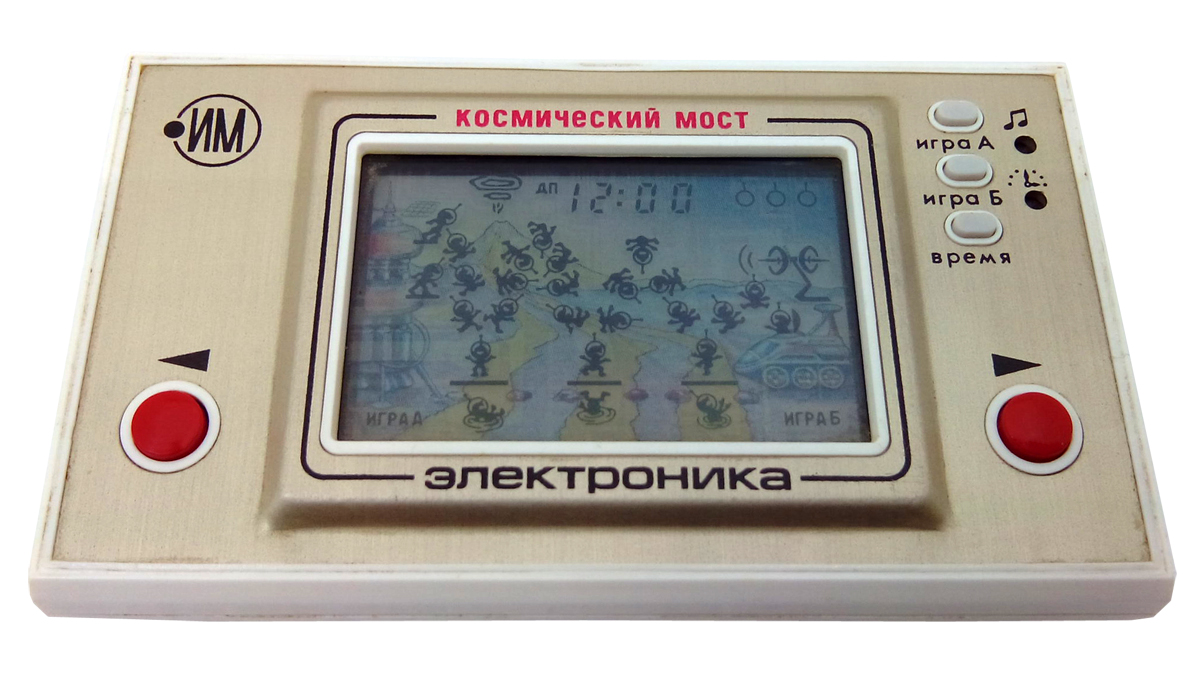 ИМ
космический мост
ДП 12:00
игра А
игра Б
время
ИГРА А
ИГРА Б
электроника